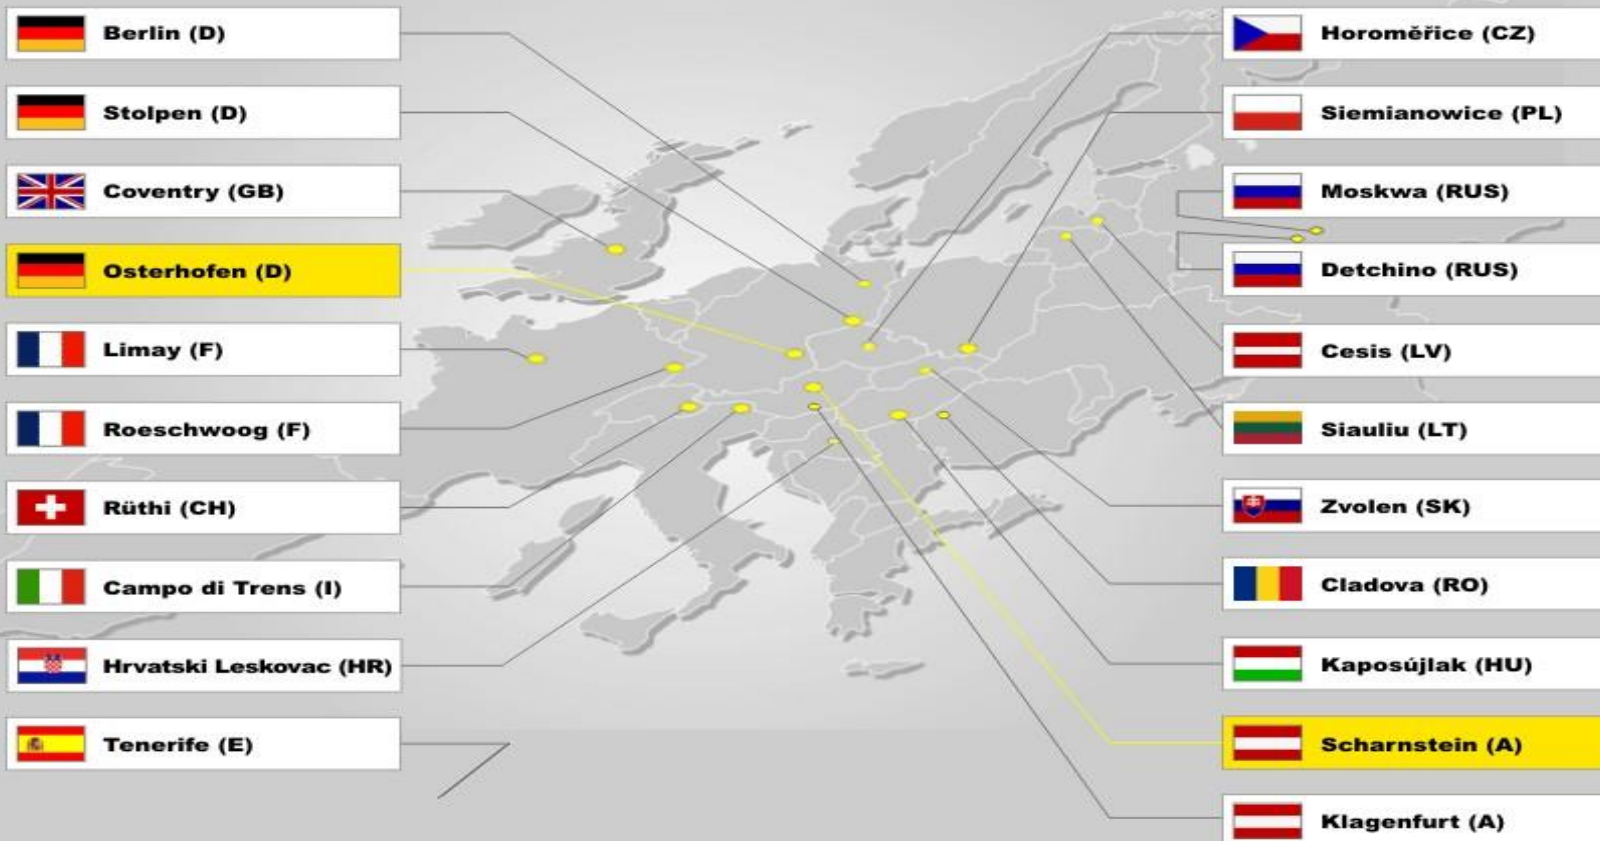 Berlin (D)
Stolpen (D)
Coventry (GB)
Osterhofen (D)
Limay (F)
Roeschwoog (F)
Rüthi (CH)
Campo di Trens (I)
Hrvatski Leskovac (HR)
Tenerife (E)
Horoměřice (CZ)
Siemianowice (PL)
Moskwa (RUS)
Detchino (RUS)
Cesis (LV)
Siauliu (LT)
Zvolen (SK)
Cladova (RO)
Kaposújlak (HU)
Scharnstein (A)
Klagenfurt (A)